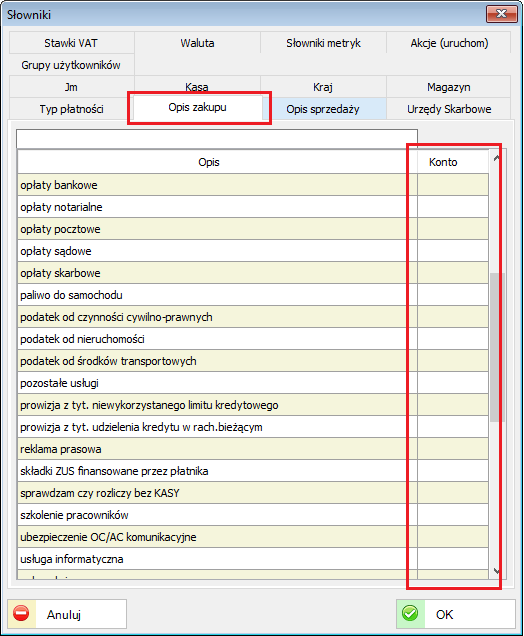 Słowniki
Stawki VAT Waluta Słowniki metryk Akcje (uruchom)
Grupy użytkowników
Jm Kasa Kraj Magazyn
Typ płatności Opis zakupu Opis sprzedaży Urzędy Skarbowe
Opis Konto
opłaty bankowe
opłaty notarialne
opłaty pocztowe
opłaty sądowe
opłaty skarbowe
paliwo do samochodu
podatek od czynności cywilno-prawnych
podatek od nieruchomości
podatek od środków transportowych
pozostałe usługi
prowizja z tyt. niewykorzystanego limitu kredytowego
prowizja z tyt. udzielenia kredytu w rach.bieżącym
reklama prasowa
składki ZUS finansowane przez płatnika
sprawdzam czy rozliczy bez KASY
szkolenie pracowników
ubezpieczenie OC/AC komunikacyjne
usługa informatyczna
Anuluj OK